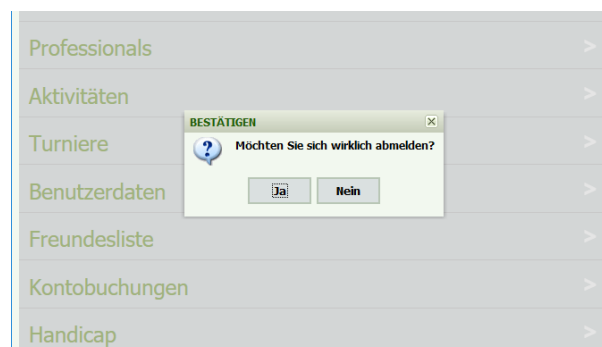 Professionals >
Aktivitäten >
BESTÄTIGEN
Turniere >
? Möchten Sie sich wirklich abmelden?
Benutzerdaten >
Ja Nein
Freundesliste >
Kontobuchungen >
Handicap >